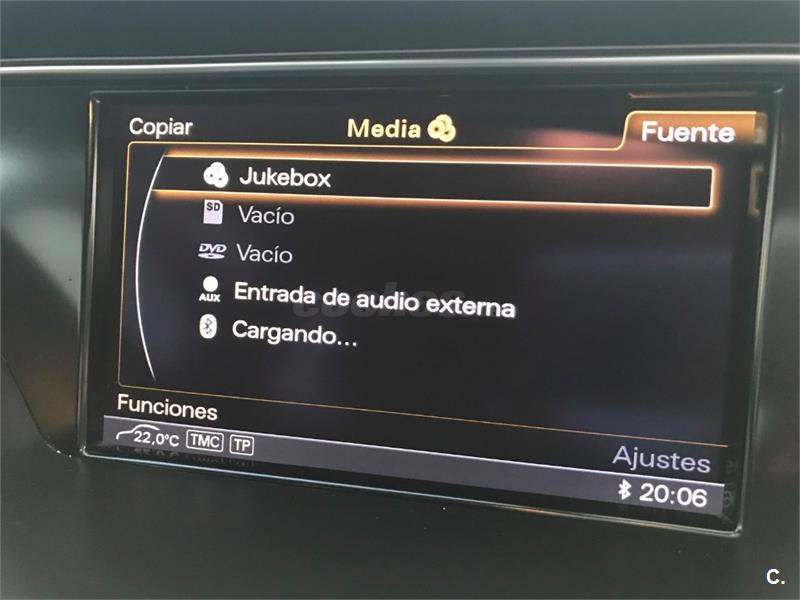 Copiar
Media
Fuente
Jukebox
SD Vacío
DVD Vacío
AUX Entrada de audio externa
Cargando...
Funciones
22,0°C TMC TP
Ajustes
20:06
C.